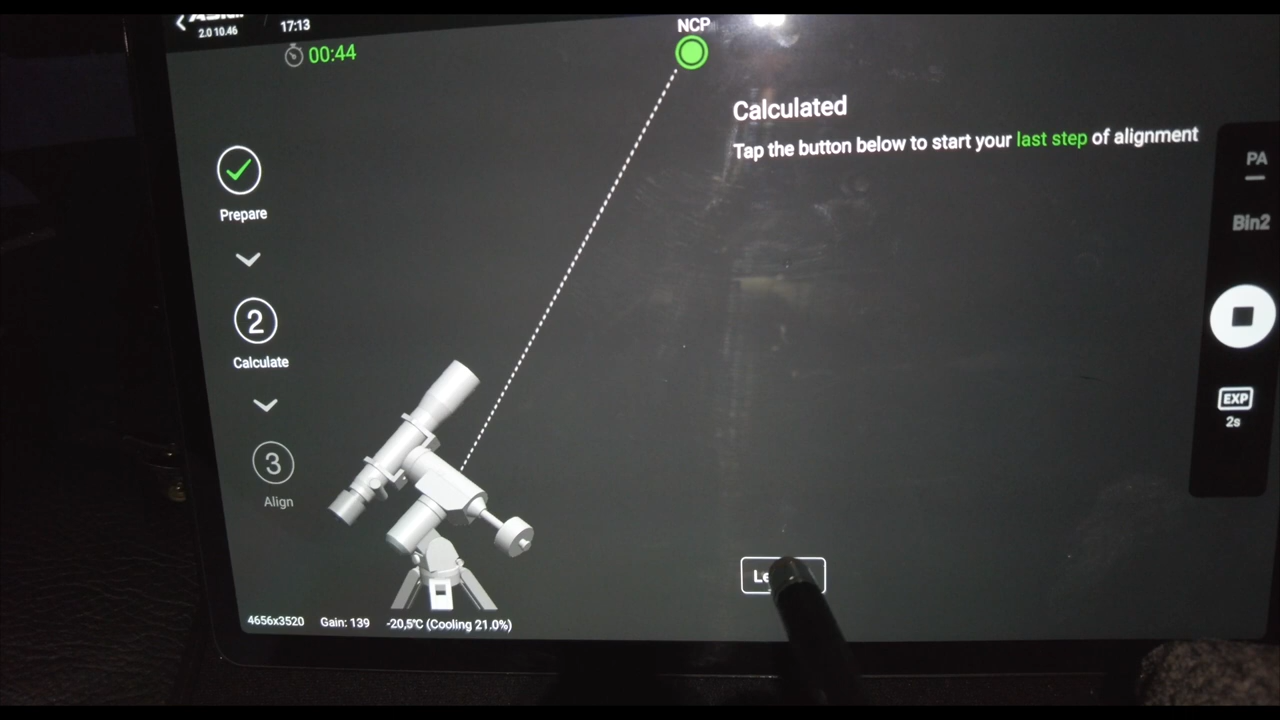 2.0 10.46
17:13
00:44
NCP
Calculated
Tap the button below to start your last step of alignment
Prepare
2
Calculate
3
Align
4656x3520 Gain: 139 -20,5℃ (Cooling 21.0%)
PA
Bin2
EXP
2s